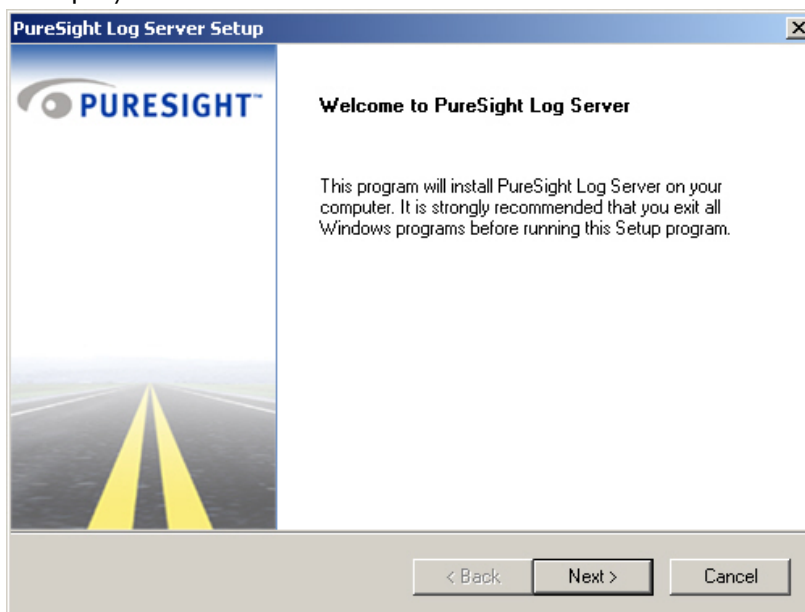 PureSight Log Server Setup
PURESIGHT™
Welcome to PureSight Log Server
This program will install PureSight Log Server on your
computer. It is strongly recommended that you exit all
Windows programs before running this Setup program.
< Back
Next >
Cancel